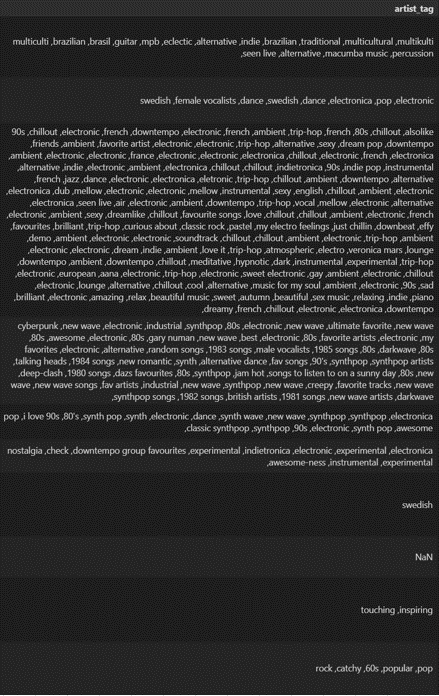 artist_tag
multiculti ,brazilian ,brasil ,guitar ,mpb ,eclectic ,alternative ,indie ,brazilian ,traditional ,multicultural ,multikulti
,seen live ,alternative ,macumba music ,percussion
swedish ,female vocalists ,dance ,swedish ,dance ,electronica ,pop ,electronic
90s ,chillout ,electronic ,french ,downtempo ,electronic ,french ,ambient ,trip-hop ,french ,80s ,chillout ,alsolike
,friends ,ambient ,favorite artist ,electronic ,electronic ,trip-hop ,alternative ,sexy ,dream pop ,downtempo
,ambient ,electronic ,electronic ,france ,electronic ,electronic ,electronica ,chillout ,electronic ,french ,electronica
,alternative ,indie ,electronic ,ambient ,electronica ,chillout ,chillout ,indietronica ,90s ,indie pop ,instrumental
,french ,jazz ,dance ,electronic ,electronica ,eletronic ,trip-hop ,chillout ,ambient ,downtempo ,alternative
,electronica ,dub ,mellow ,electronic ,electronic ,mellow ,instrumental ,sexy ,english ,chillout ,ambient ,electronic
,electronica ,seen live ,air ,electronic ,ambient ,downtempo ,trip-hop ,vocal ,mellow ,electronic ,alternative
,electronic ,ambient ,sexy ,dreamlike ,chillout ,favourite songs ,love ,chillout ,chillout ,ambient ,electronic ,french
,favourites ,brilliant ,trip-hop ,curious about ,classic rock ,pastel ,my electro feelings ,just chillin ,downbeat ,effy
,demo ,ambient ,electronic ,electronic ,soundtrack ,chillout ,chillout ,ambient ,electronic ,trip-hop ,ambient
,electronic ,electronic ,dream ,indie ,ambient ,love it ,trip-hop ,atmospheric ,electro ,veronica mars ,lounge
,downtempo ,ambient ,downtempo ,chillout ,meditative ,hypnotic ,dark ,instrumental ,experimental ,trip-hop
,electronic ,european ,aana ,electronic ,trip-hop ,electronic ,sweet electronic ,gay ,ambient ,electronic ,chillout
,electronic ,lounge ,alternative ,chillout ,cool ,alternative ,music for my soul ,ambient ,electronic ,90s ,sad
,brilliant ,electronic ,amazing ,relax ,beautiful music ,sweet ,autumn ,beautiful ,sex music ,relaxing ,indie ,piano
,dreamy ,french ,chillout ,electronic ,electronica ,downtempo
cyberpunk ,new wave ,electronic ,industrial ,synthpop ,80s ,electronic ,new wave ,ultimate favorite ,new wave
,80s ,awesome ,electronic ,80s ,gary numan ,new wave ,best ,electronic ,80s ,favorite artists ,electronic ,my
favorites ,electronic ,alternative ,random songs ,1983 songs ,male vocalists ,1985 songs ,80s ,darkwave ,80s
,talking heads ,1984 songs ,new romantic ,synth ,alternative dance ,fav songs ,90's ,synthpop ,synthpop artists
,deep-clash ,1980 songs ,dazs favourites ,80s ,synthpop ,jam hot ,songs to listen to on a sunny day ,80s ,new
wave ,new wave songs ,fav artists ,industrial ,new wave ,synthpop ,new wave ,creepy ,favorite tracks ,new wave
,synthpop songs ,1982 songs ,british artists ,1981 songs ,new wave artists ,darkwave
pop ,i love 90s ,80's ,synth pop ,synth ,electronic ,dance ,synth wave ,new wave ,synthpop ,synthpop ,electronica
,classic synthpop ,synthpop ,90s ,electronic ,synth pop ,awesome
nostalgia ,check ,downtempo group favourites ,experimental ,indietronica ,electronic ,experimental ,electronica
,awesome-ness ,instrumental ,experimental
swedish
NaN
touching ,inspiring
rock ,catchy ,60s ,popular ,pop